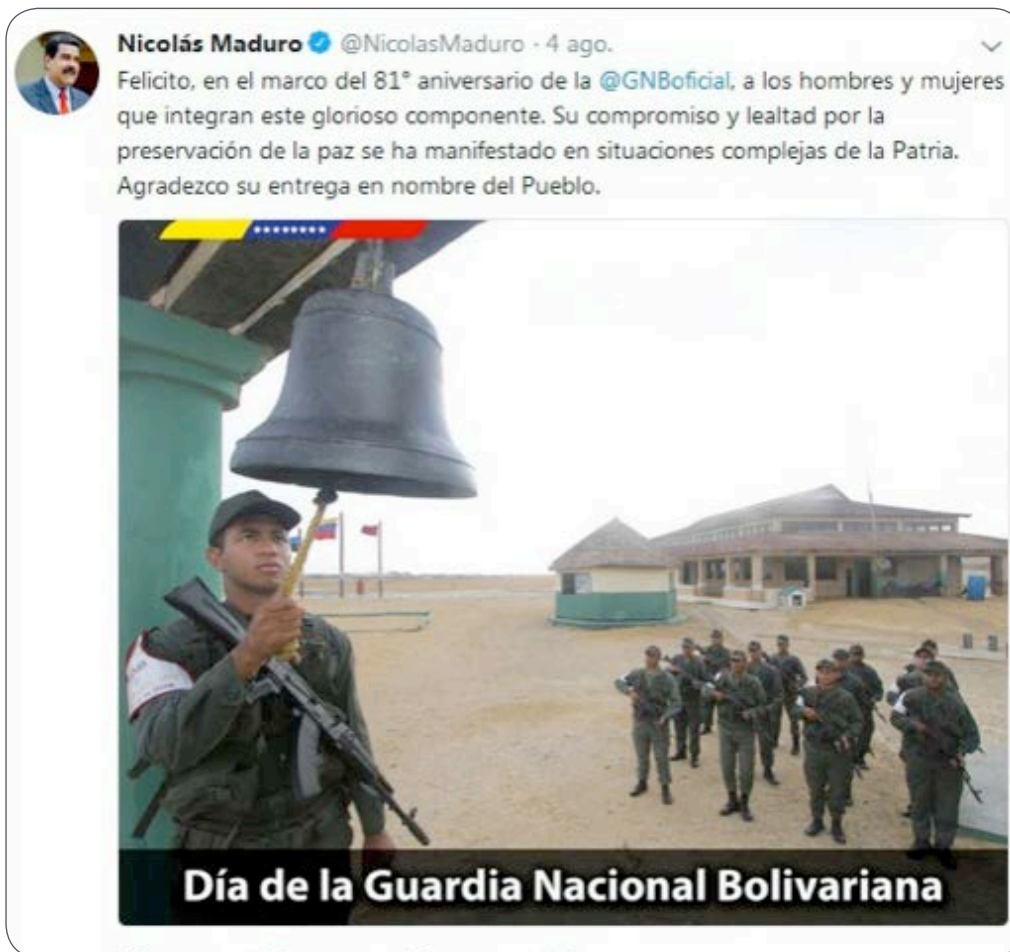 Nicolás Maduro @NicolasMaduro · 4 ago.
Felicito, en el marco del 81° aniversario de la @GNBoficial, a los hombres y mujeres
que integran este glorioso componente. Su compromiso y lealtad por la
preservación de la paz se ha manifestado en situaciones complejas de la Patria.
Agradezco su entrega en nombre del Pueblo.
Día de la Guardia Nacional Bolivariana